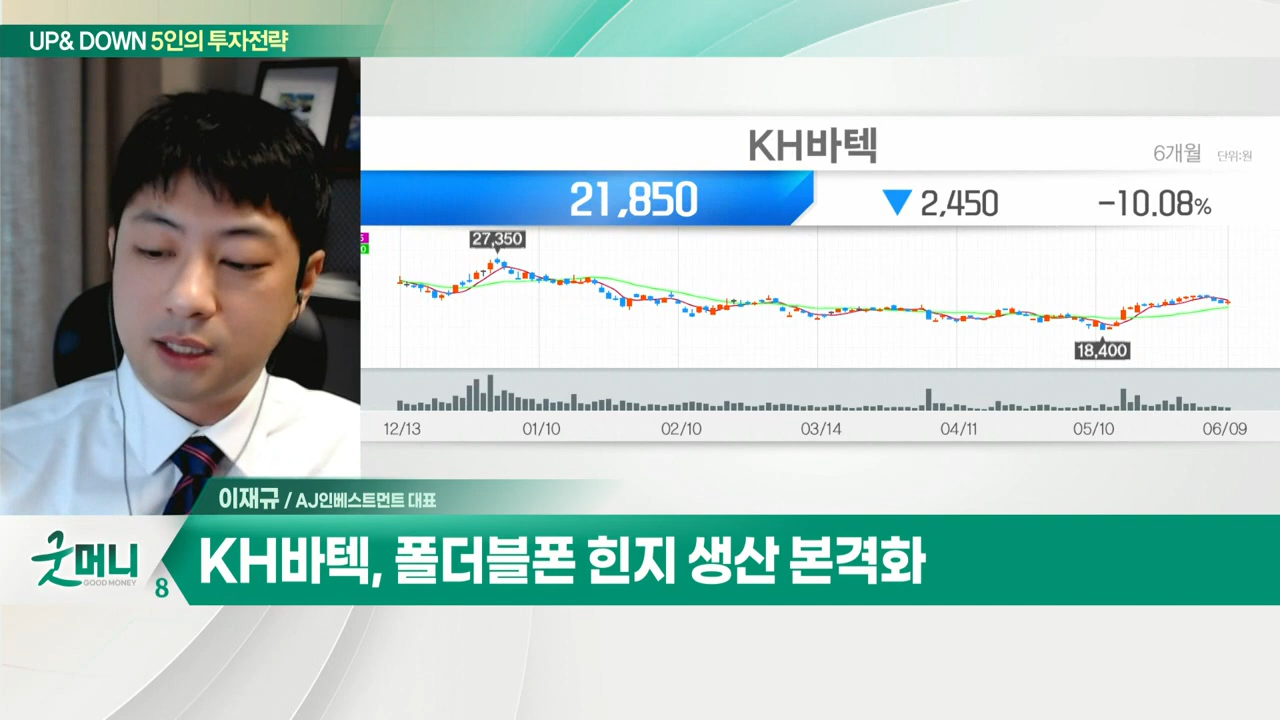 UP& DOWN 5인의 투자전략
KH바텍
6개월 단위:원
21,850 ▼ 2,450 -10.08%
27,350
18,400
12/13 01/10 02/10 03/14 04/11 05/10 06/09
이재규 / AJ인베스트먼트 대표
KH바텍, 폴더블폰 힌지 생산 본격화
굿머니
GOOD MONEY
8